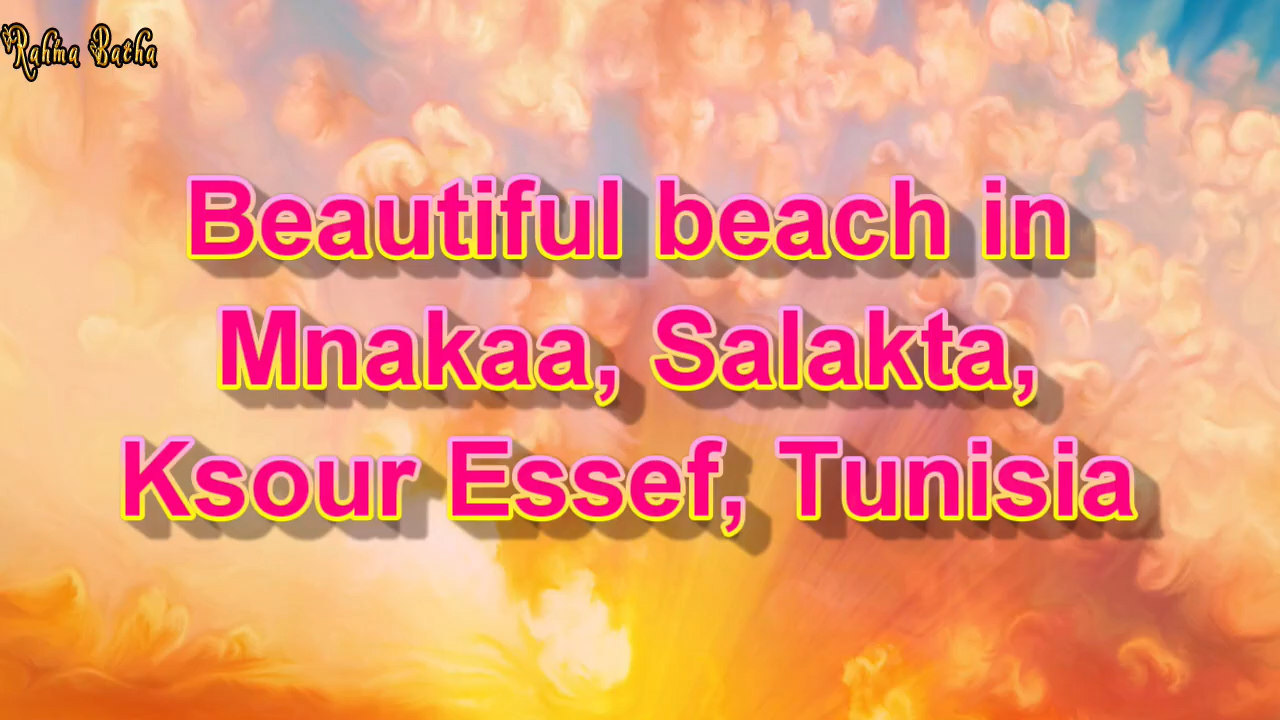 Rahma Batha
Beautiful beach in
Mnakaa, Salakta,
Ksour Essef, Tunisia